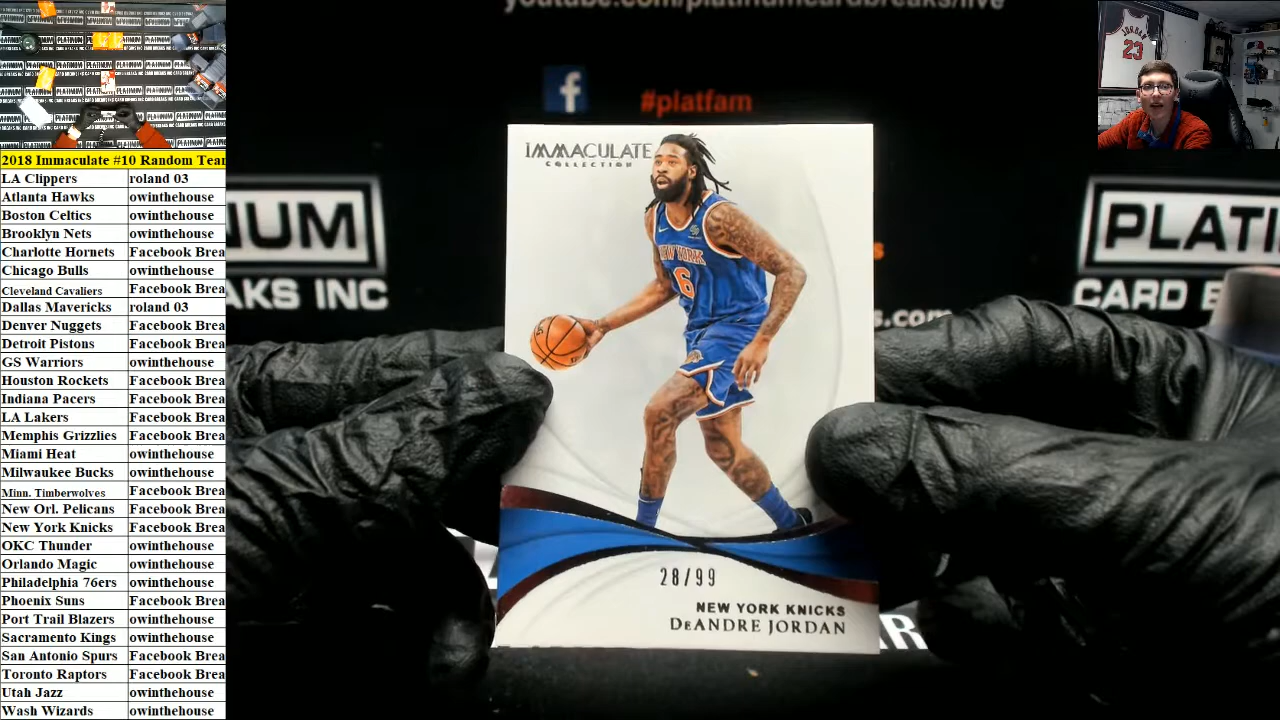 youtube.com/platinumcardbreaks/live
#platfam
2018 Immaculate #10 Random Tear
LA Clippers roland 03
Atlanta Hawks owinthehouse
Boston Celtics owinthehouse
Brooklyn Nets owinthehouse
Charlotte Hornets Facebook Brea
Chicago Bulls owinthehouse
Cleveland Cavaliers Facebook Brea
Dallas Mavericks roland 03
Denver Nuggets Facebook Brea
Detroit Pistons Facebook Brea
GS Warriors owinthehouse
Houston Rockets Facebook Brea
Indiana Pacers Facebook Brea
LA Lakers Facebook Brea
Memphis Grizzlies Facebook Brea
Miami Heat owinthehouse
Milwaukee Bucks owinthehouse
Minn. Timberwolves Facebook Brea
New Orl. Pelicans Facebook Brea
New York Knicks Facebook Brea
OKC Thunder owinthehouse
Orlando Magic owinthehouse
Philadelphia 76ers owinthehouse
Phoenix Suns Facebook Brea
Port Trail Blazers owinthehouse
Sacramento Kings owinthehouse
San Antonio Spurs Facebook Brea
Toronto Raptors Facebook Brea
Utah Jazz owinthehouse
Wash Wizards owinthehouse
IMMACULATE
COLLECTION
NEW YORK
6
28/99
NEW YORK KNICKS
DeANDRE JORDAN
NUM
AKS INC
PLATI
CARD B
s.com
AR
JORDAN
23